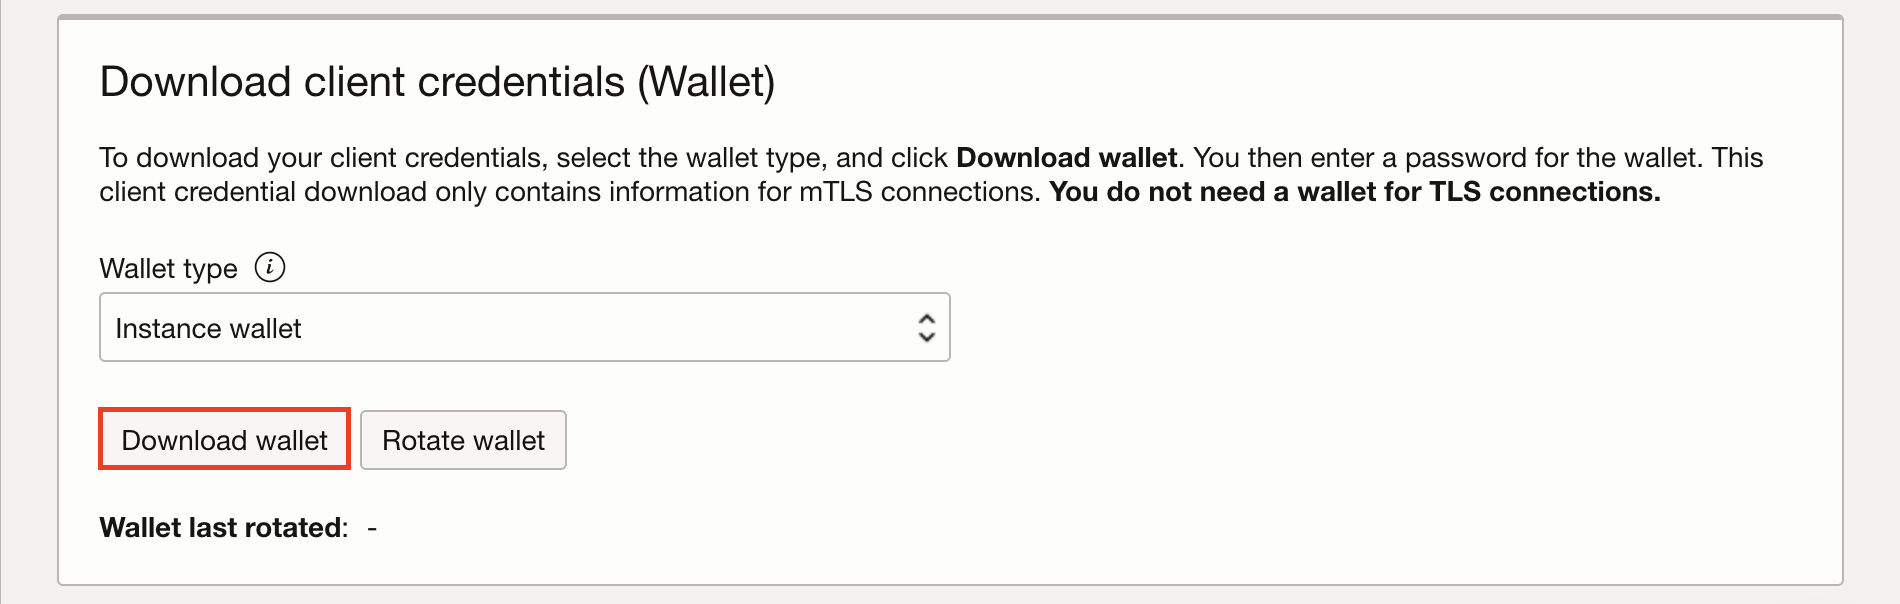 Download client credentials (Wallet)
To download your client credentials, select the wallet type, and click Download wallet. You then enter a password for the wallet. This
client credential download only contains information for mTLS connections. You do not need a wallet for TLS connections.
Wallet type i
Instance wallet
Download wallet Rotate wallet
Wallet last rotated: -